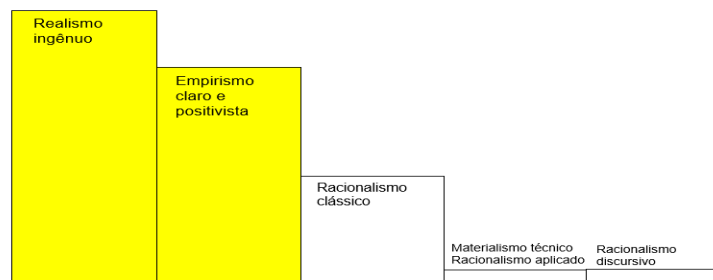 Realismo
ingênuo
Empirismo
claro e
positivista
Racionalismo
clássico
Materialismo técnico
Racionalismo aplicado
Racionalismo
discursivo